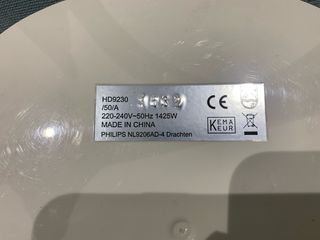 HD9230
/50/A
220-240V~50Hz 1425W
MADE IN CHINA
PHILIPS NL9206AD-4 Drachten
CE
KEMA
KEUR